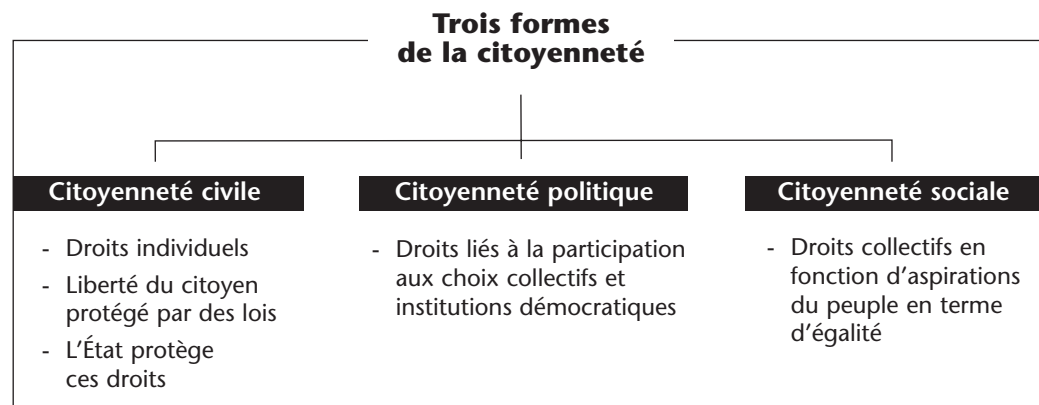 Trois formes
de la citoyenneté
Citoyenneté civile
- Droits individuels
- Liberté du citoyen
protégé par des lois
- L'État protège
ces droits
Citoyenneté politique
- Droits liés à la participation
aux choix collectifs et
institutions démocratiques
Citoyenneté sociale
- Droits collectifs en
fonction d'aspirations
du peuple en terme
d'égalité